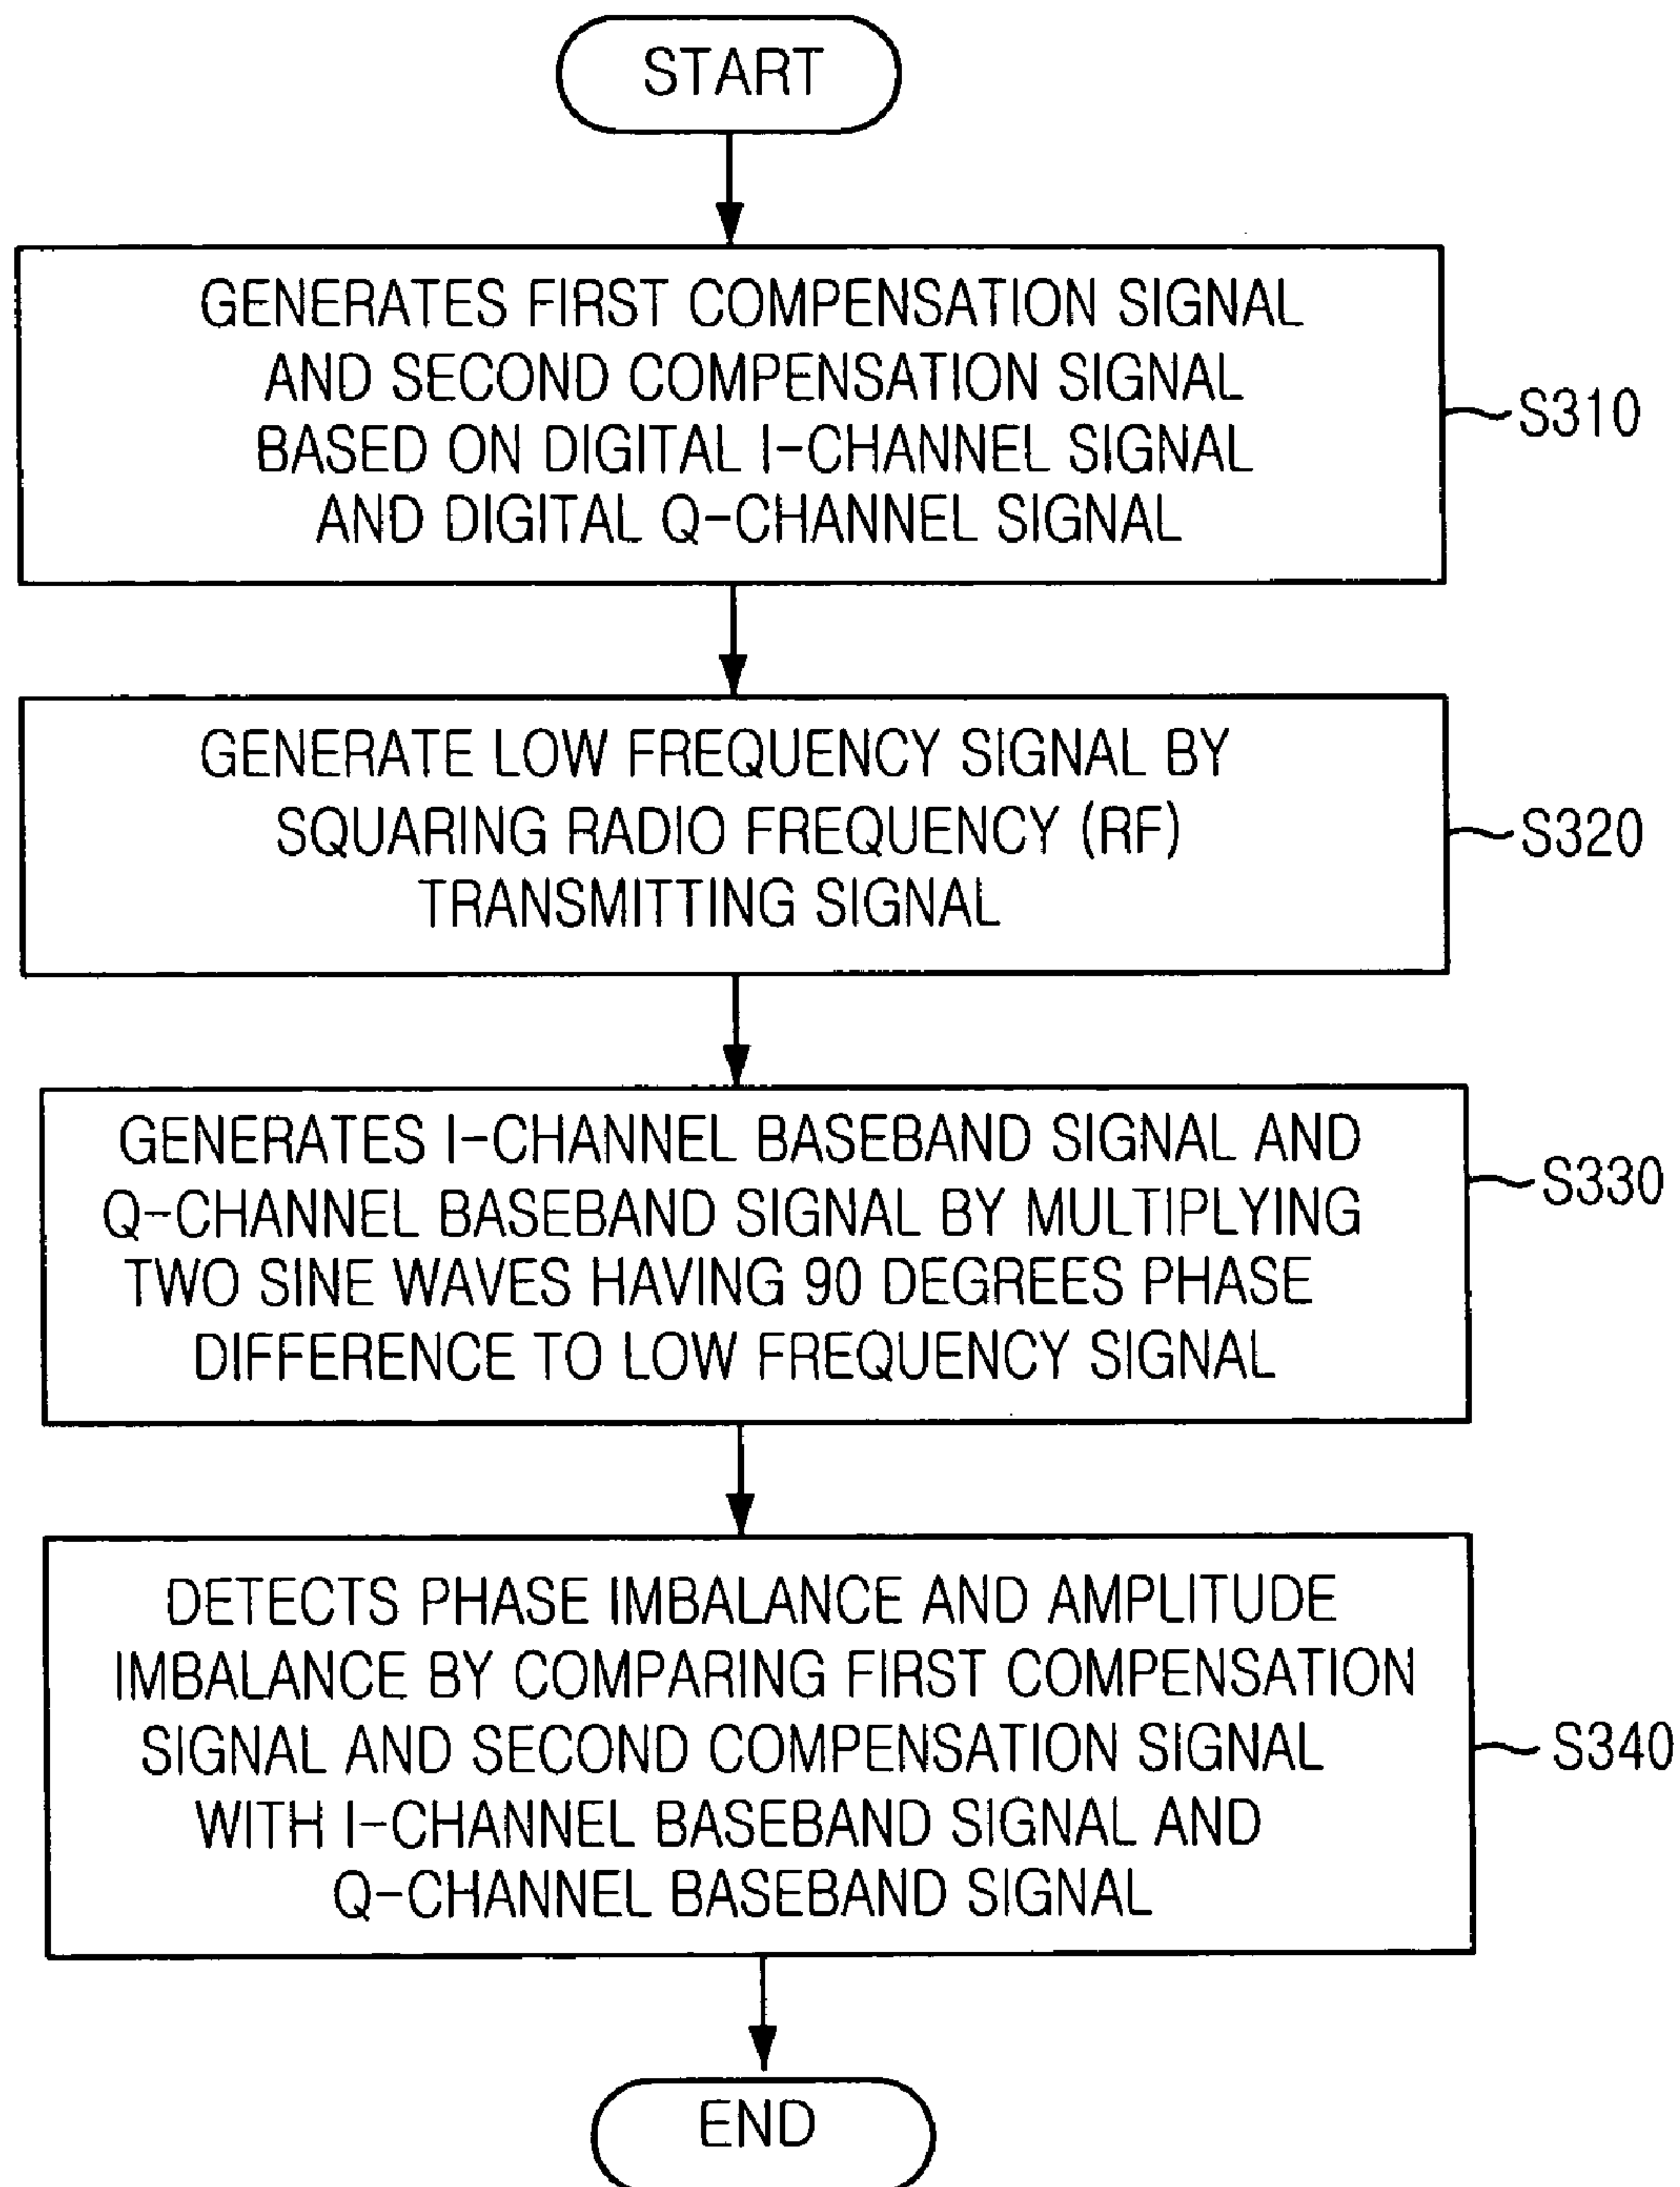 START
GENERATES FIRST COMPENSATION SIGNAL
AND SECOND COMPENSATION SIGNAL
BASED ON DIGITAL I-CHANNEL SIGNAL
AND DIGITAL Q-CHANNEL SIGNAL
S310
GENERATE LOW FREQUENCY SIGNAL BY
SQUARING RADIO FREQUENCY (RF)
TRANSMITTING SIGNAL
S320
GENERATES I-CHANNEL BASEBAND SIGNAL AND
Q-CHANNEL BASEBAND SIGNAL BY MULTIPLYING
TWO SINE WAVES HAVING 90 DEGREES PHASE
DIFFERENCE TO LOW FREQUENCY SIGNAL
S330
DETECTS PHASE IMBALANCE AND AMPLITUDE
IMBALANCE BY COMPARING FIRST COMPENSATION
SIGNAL AND SECOND COMPENSATION SIGNAL
WITH I-CHANNEL BASEBAND SIGNAL AND
Q-CHANNEL BASEBAND SIGNAL
S340
END